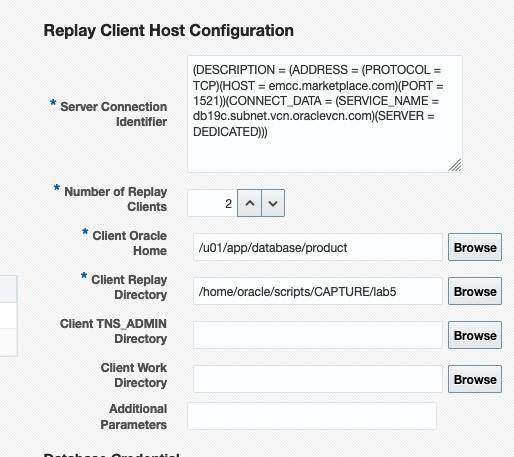 Replay Client Host Configuration
(DESCRIPTION = (ADDRESS = (PROTOCOL =
TCP)(HOST = emcc.marketplace.com)(PORT =
1521))(CONNECT_DATA = (SERVICE_NAME =
db19c.subnet.vcn.oraclevcn.com)(SERVER =
DEDICATED)))
* Server Connection
Identifier
* Number of Replay
Clients
2
* Client Oracle
Home
/u01/app/database/product
Browse
* Client Replay
Directory
/home/oracle/scripts/CAPTURE/lab5
Browse
Client TNS_ADMIN
Directory
Browse
Client Work
Directory
Browse
Additional
Parameters
Database Credential